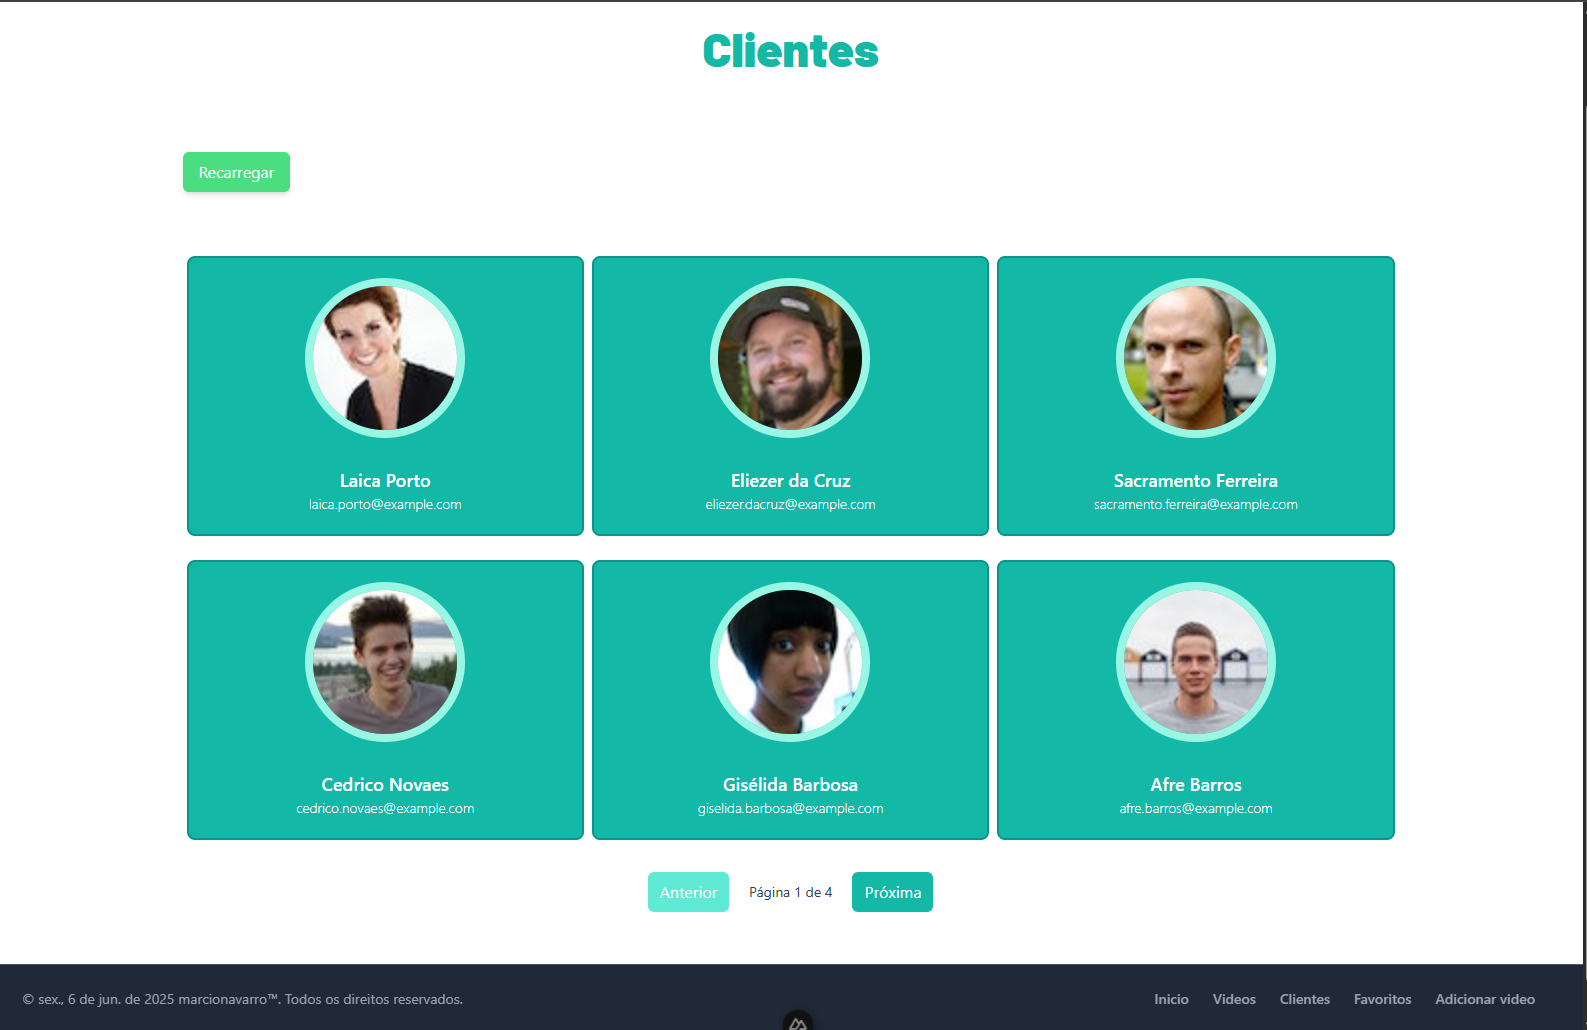 Clientes
Recarregar
Laica Porto
laica.porto@example.com
Eliezer da Cruz
eliezer.dacruz@example.com
Sacramento Ferreira
sacramento.ferreira@example.com
Cedrico Novaes
cedrico.novaes@example.com
Gisélida Barbosa
giselida.barbosa@example.com
Afre Barros
afre.barros@example.com
Anterior Página 1 de 4 Próxima
© sex., 6 de jun. de 2025 marcionavarro™. Todos os direitos reservados. Inicio Videos Clientes Favoritos Adicionar video